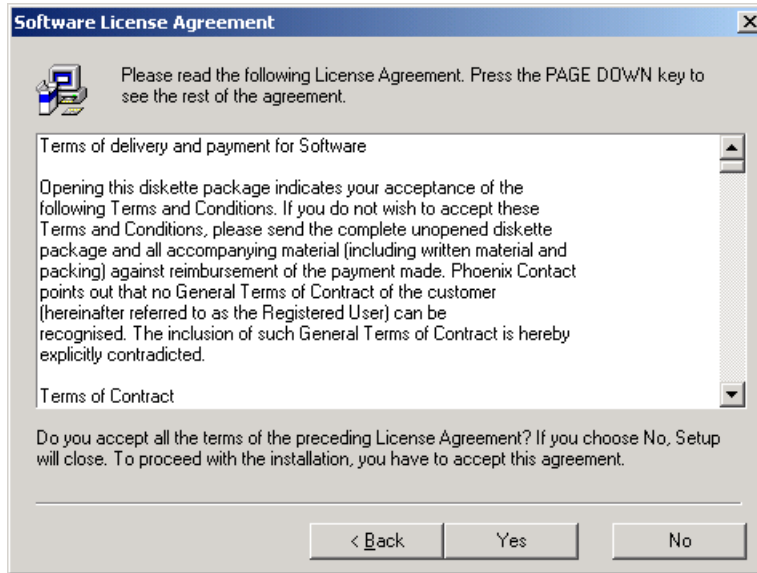 Software License Agreement
Please read the following License Agreement. Press the PAGE DOWN key to
see the rest of the agreement.
Terms of delivery and payment for Software
Opening this diskette package indicates your acceptance of the
following Terms and Conditions. If you do not wish to accept these
Terms and Conditions, please send the complete unopened diskette
package and all accompanying material (including written material and
packing) against reimbursement of the payment made. Phoenix Contact
points out that no General Terms of Contract of the customer
(hereinafter referred to as the Registered User) can be
recognised. The inclusion of such General Terms of Contract is hereby
explicitly contradicted.
Terms of Contract
Do you accept all the terms of the preceding License Agreement? If you choose No, Setup
will close. To proceed with the installation, you have to accept this agreement.
< Back Yes No